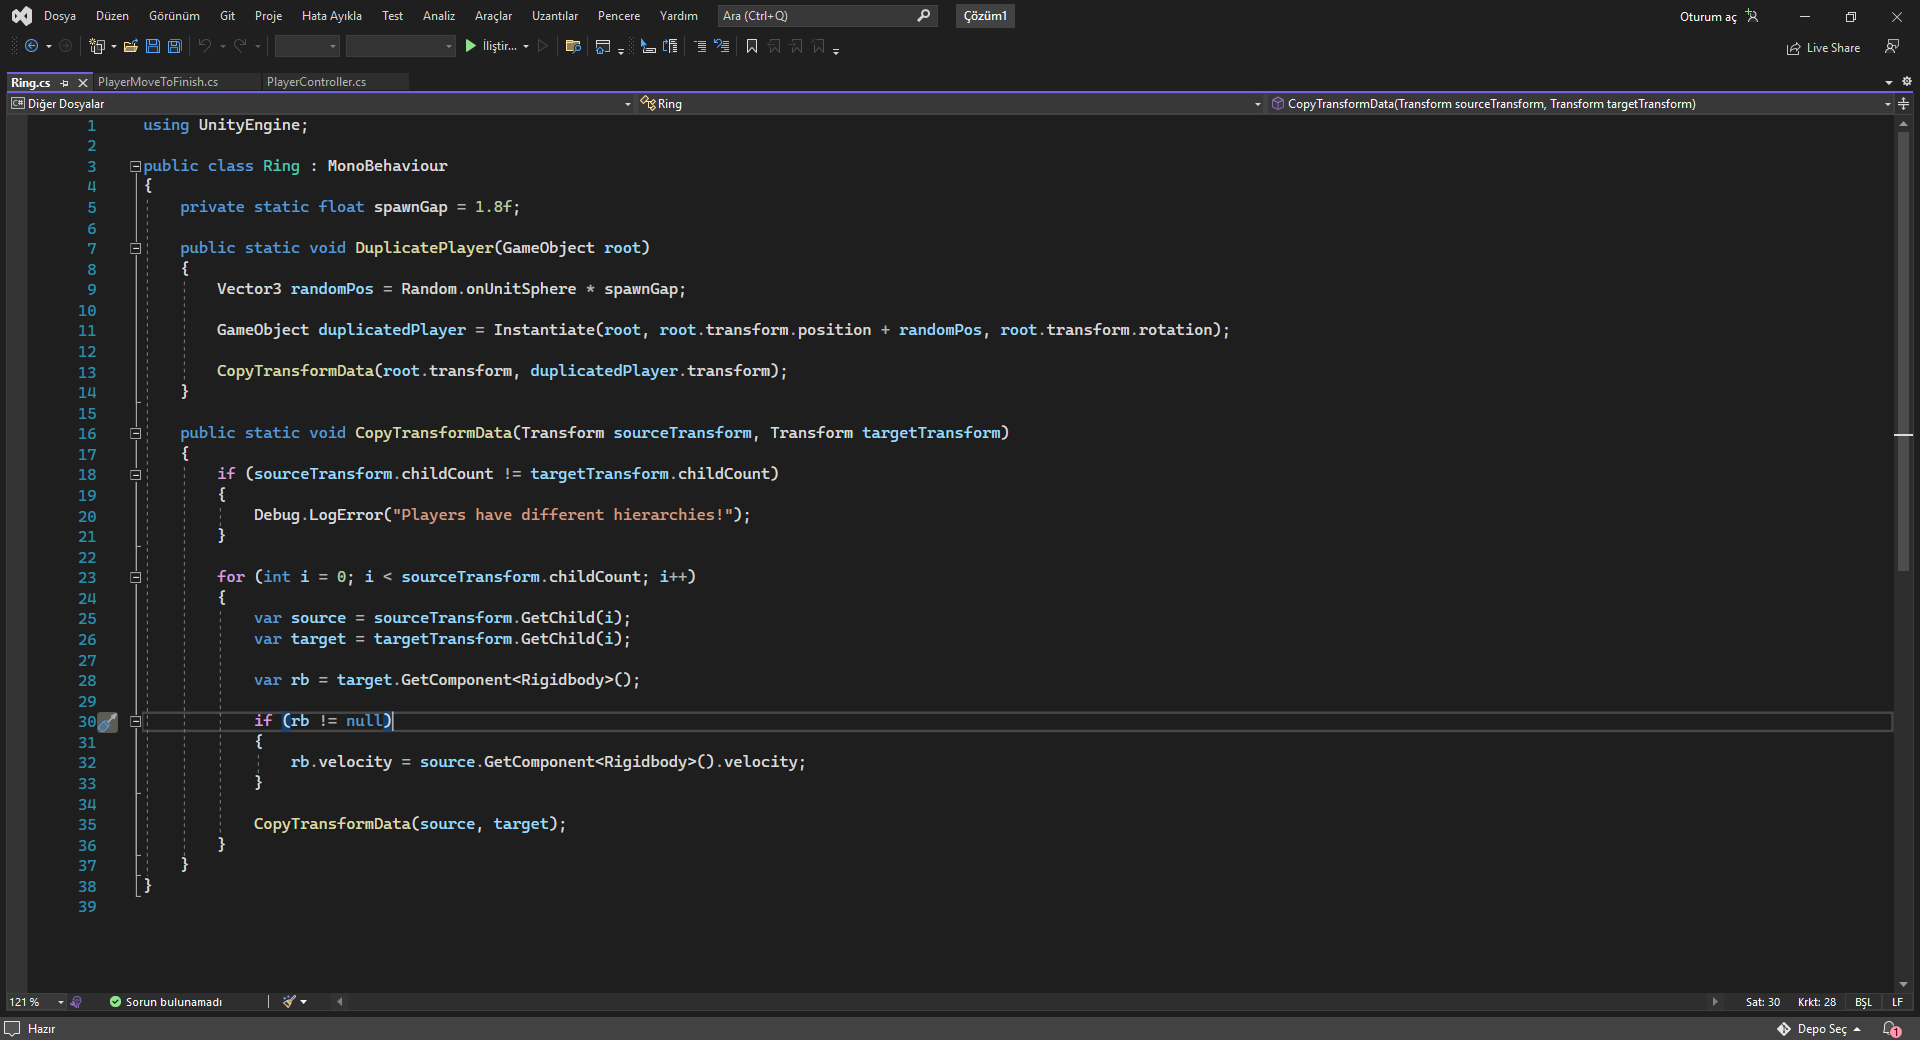 Dosya Düzen Görünüm Git Proje Hata Ayıkla Test Analiz Araçlar Uzantılar Pencere Yardım Ara (Ctrl+Q) Çözüm1 Oturum aç
İliştir... Live Share
Ring.cs PlayerMoveToFinish.cs PlayerController.cs
C# Diğer Dosyalar Ring CopyTransformData(Transform sourceTransform, Transform targetTransform)
1 using UnityEngine;
2
3 public class Ring : MonoBehaviour
4 {
5 private static float spawnGap = 1.8f;
6
7 public static void DuplicatePlayer(GameObject root)
8 {
9 Vector3 randomPos = Random.onUnitSphere * spawnGap;
10
11 GameObject duplicatedPlayer = Instantiate(root, root.transform.position + randomPos, root.transform.rotation);
12
13 CopyTransformData(root.transform, duplicatedPlayer.transform);
14 }
15
16 public static void CopyTransformData(Transform sourceTransform, Transform targetTransform)
17 {
18 if (sourceTransform.childCount != targetTransform.childCount)
19 {
20 Debug.LogError("Players have different hierarchies!");
21 }
22
23 for (int i = 0; i < sourceTransform.childCount; i++)
24 {
25 var source = sourceTransform.GetChild(i);
26 var target = targetTransform.GetChild(i);
27
28 var rb = target.GetComponent<Rigidbody>();
29
30 if (rb != null)
31 {
32 rb.velocity = source.GetComponent<Rigidbody>().velocity;
33 }
34
35 CopyTransformData(source, target);
36 }
37 }
38 }
39
121 % Sorun bulunamadı Sat: 30 Krkt: 28 BŞL LF
Hazır Depo Seç 1